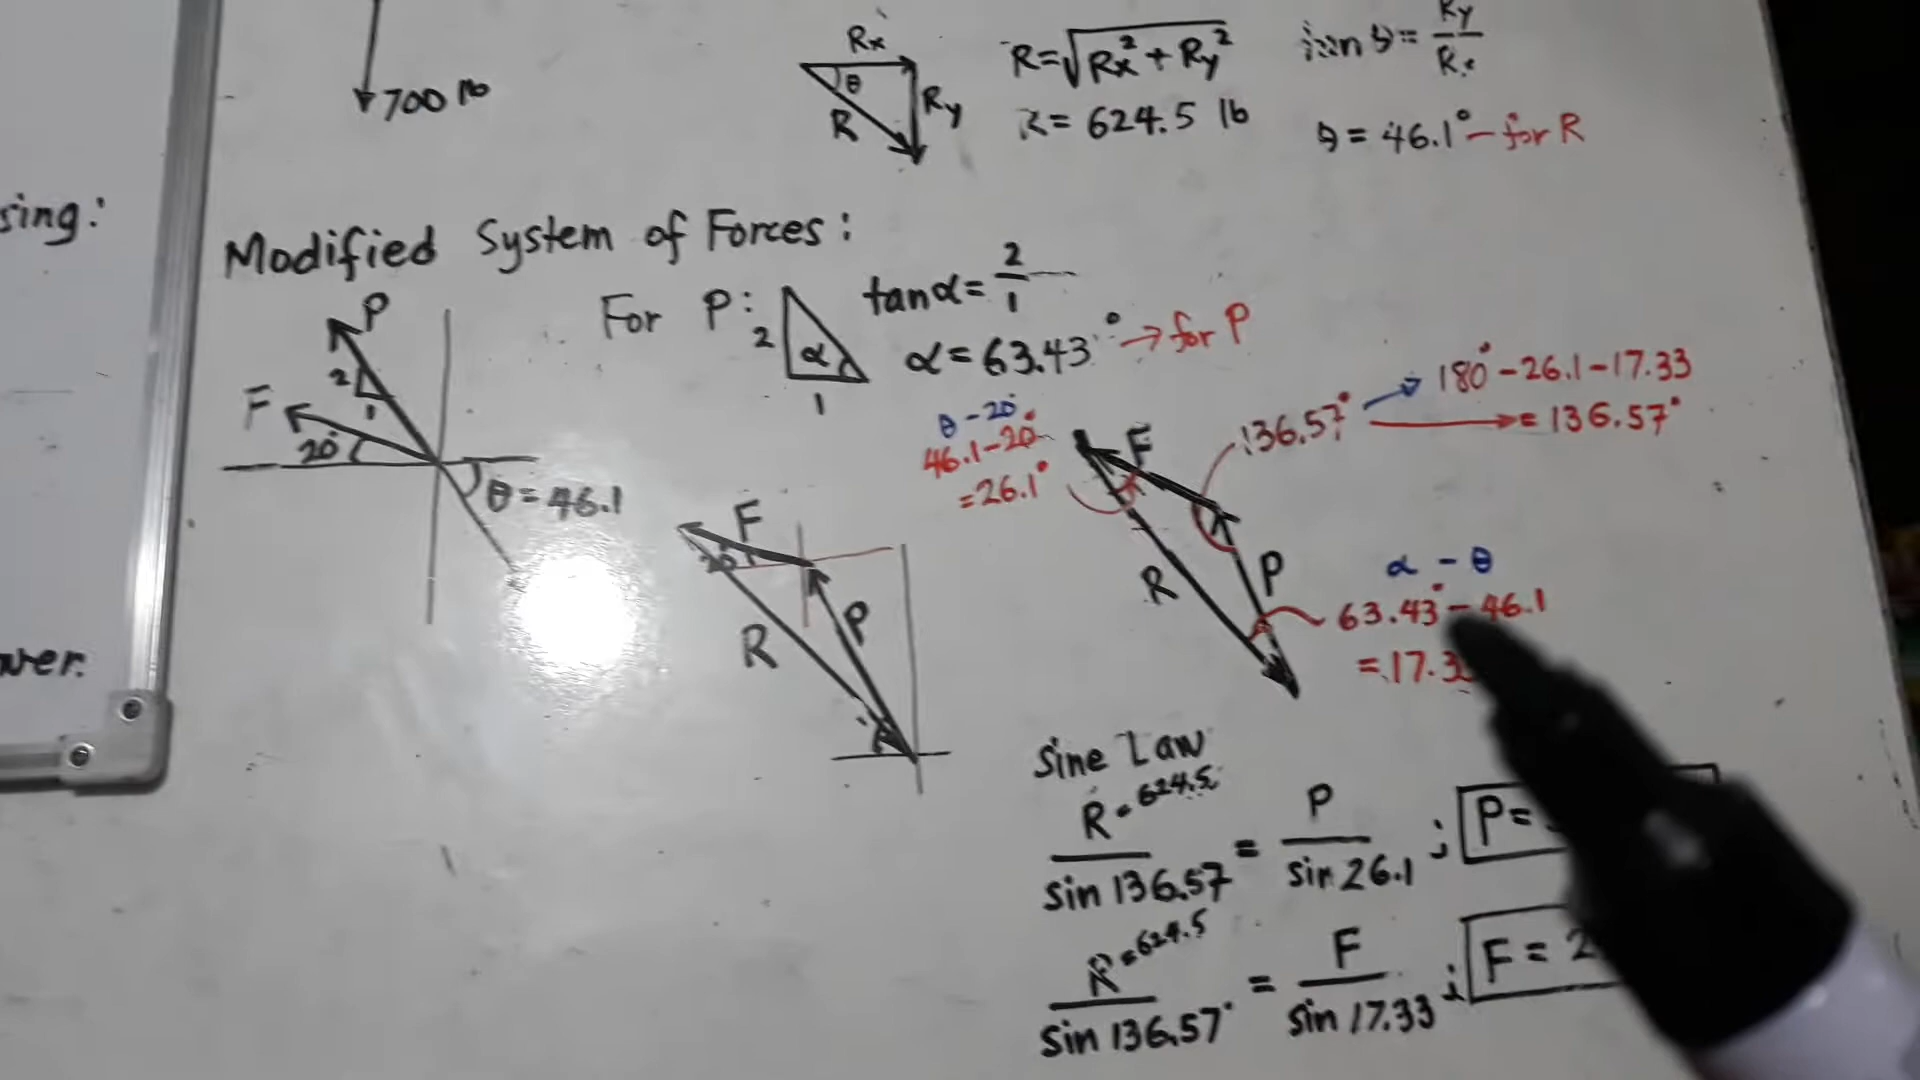 700 lb
Rx
θ
R
Ry
R=√Rx²+Ry²
R= 624.5 lb
θ=
Ry
θ = 46.1° – for R
sing:
Modified System of Forces:
P
2
1
F
20°
θ=46.1
For P:
2
α
1
tanα= 2/1
α=63.43° → for P
θ-20°
46.1-20°
=26.1°
F
136.57°
180°-26.1-17.33
= 136.57°
R
P
α - θ
63.43°-46.1
=17.3
F
20°
R
P
wer.
Sine Law
R=624.5
sin 136.57
=
P
sin 26.1
; P=
R=624.5
sin 136.57°
=
F
sin 17.33
; F = 2